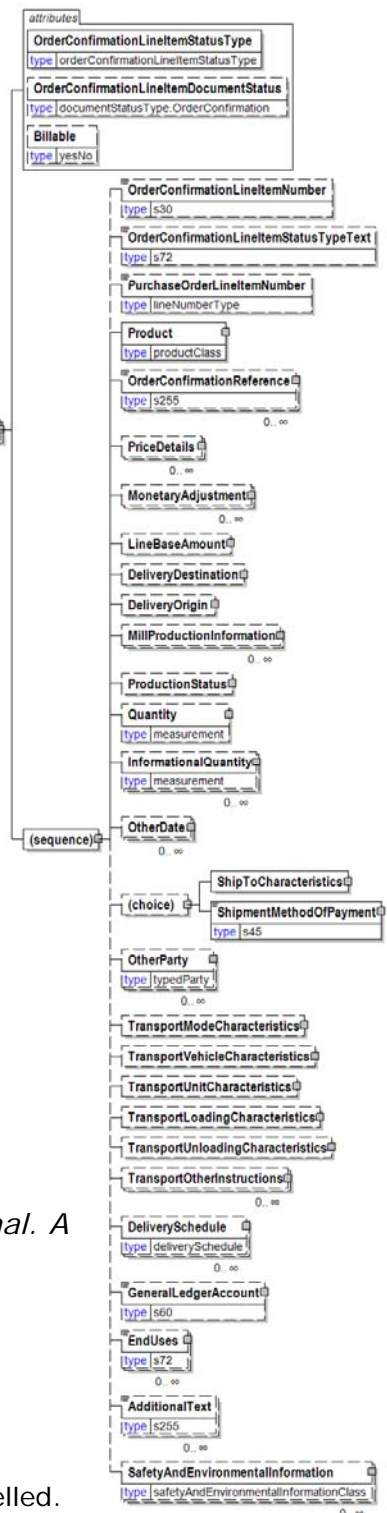 attributes
OrderConfirmationLineItemStatusType
type orderConfirmationLineItemStatusType
OrderConfirmationLineItemDocumentStatus
type documentStatusType.OrderConfirmation
Billable
type yesNo
OrderConfirmationLineItemNumber
type s30
OrderConfirmationLineItemStatusTypeText
type s72
PurchaseOrderLineItemNumber
type lineNumberType
Product
type productClass
OrderConfirmationReference
type s255
0.. ∞
PriceDetails
0.. ∞
MonetaryAdjustment
0.. ∞
LineBaseAmount
DeliveryDestination
DeliveryOrigin
MillProductionInformation
0.. ∞
ProductionStatus
Quantity
type measurement
InformationalQuantity
type measurement
0.. ∞
(sequence)
OtherDate
0.. ∞
(choice)
ShipToCharacteristics
ShipmentMethodOfPayment
type s45
OtherParty
type typedParty
0.. ∞
TransportModeCharacteristics
TransportVehicleCharacteristics
TransportUnitCharacteristics
TransportLoadingCharacteristics
TransportUnloadingCharacteristics
TransportOtherInstructions
0.. ∞
nal. A
DeliverySchedule
type deliverySchedule
0.. ∞
GeneralLedgerAccount
type s60
EndUses
type s72
0.. ∞
AdditionalText
type s255
0.. ∞
elled.
SafetyAndEnvironmentalInformation
type safetyAndEnvironmentalInformationClass
0.. ∞